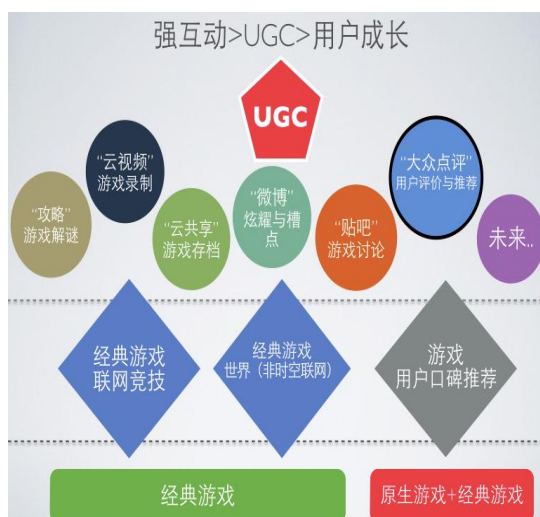 强互动>UGC>用户成长
UGC
“云视频”
游戏录制
“大众点评”
用户评价与推荐
“攻略”
游戏解谜
“云共享”
游戏存档
“微博”
炫耀与槽
点
“贴吧”
游戏讨论
未来..
经典游戏
联网竞技
经典游戏
世界（非时空联网）
游戏
用户口碑推荐
经典游戏
原生游戏+经典游戏